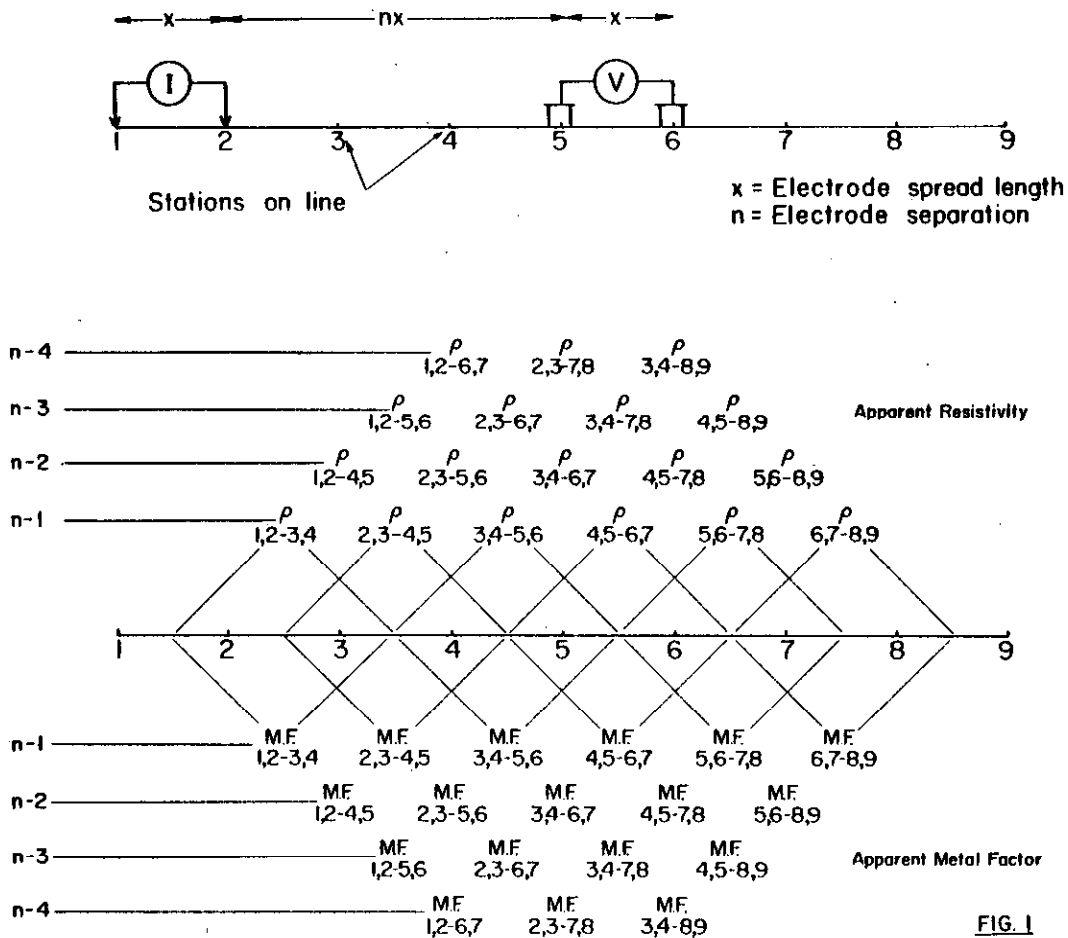 x nx x
I V
1 2 3 4 5 6 7 8 9
Stations on line
x = Electrode spread length
n = Electrode separation
n-4 ρ ρ ρ
1,2-6,7 2,3-7,8 3,4-8,9
n-3 ρ ρ ρ ρ Apparent Resistivity
1,2-5,6 2,3-6,7 3,4-7,8 4,5-8,9
n-2 ρ ρ ρ ρ ρ
1,2-4,5 2,3-5,6 3,4-6,7 4,5-7,8 5,6-8,9
n-1 ρ ρ ρ ρ ρ ρ
1,2-3,4 2,3-4,5 3,4-5,6 4,5-6,7 5,6-7,8 6,7-8,9
1 2 3 4 5 6 7 8 9
n-1 M.F. M.F. M.F. M.F. M.F. M.F.
1,2-3,4 2,3-4,5 3,4-5,6 4,5-6,7 5,6-7,8 6,7-8,9
n-2 M.F. M.F. M.F. M.F. M.F.
1,2-4,5 2,3-5,6 3,4-6,7 4,5-7,8 5,6-8,9
n-3 M.F. M.F. M.F. M.F. Apparent Metal Factor
1,2-5,6 2,3-6,7 3,4-7,8 4,5-8,9
n-4 M.F. M.F. M.F.
1,2-6,7 2,3-7,8 3,4-8,9
FIG. 1